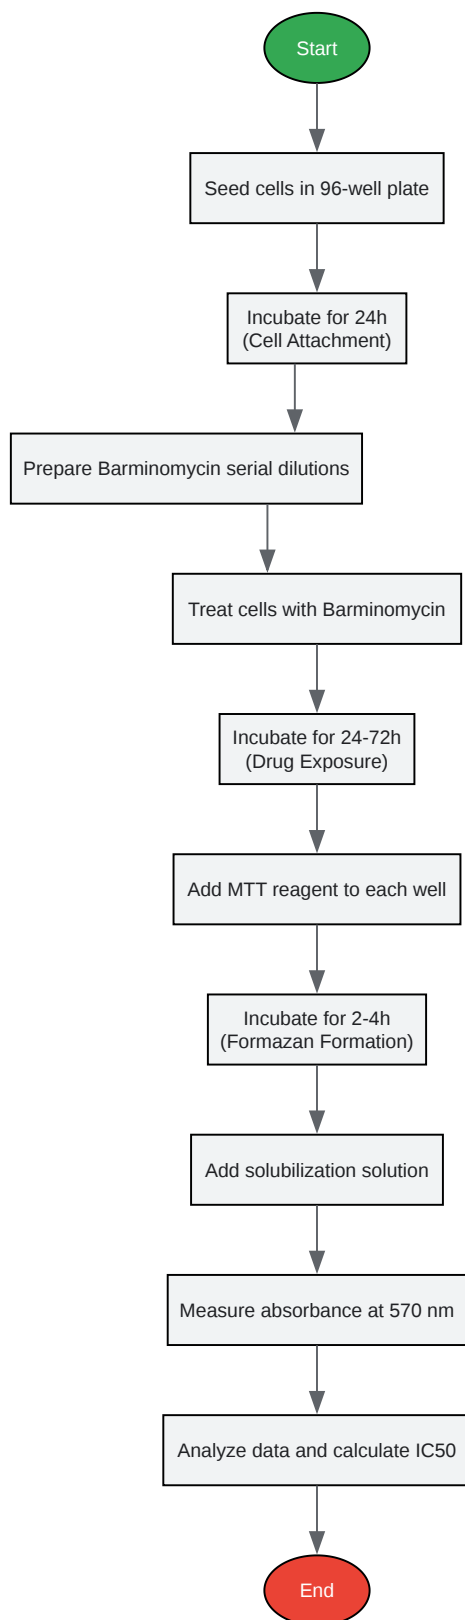 Start
Seed cells in 96-well plate
Incubate for 24h
(Cell Attachment)
Prepare Barminomycin serial dilutions
Treat cells with Barminomycin
Incubate for 24-72h
(Drug Exposure)
Add MTT reagent to each well
Incubate for 2-4h
(Formazan Formation)
Add solubilization solution
Measure absorbance at 570 nm
Analyze data and calculate IC50
End